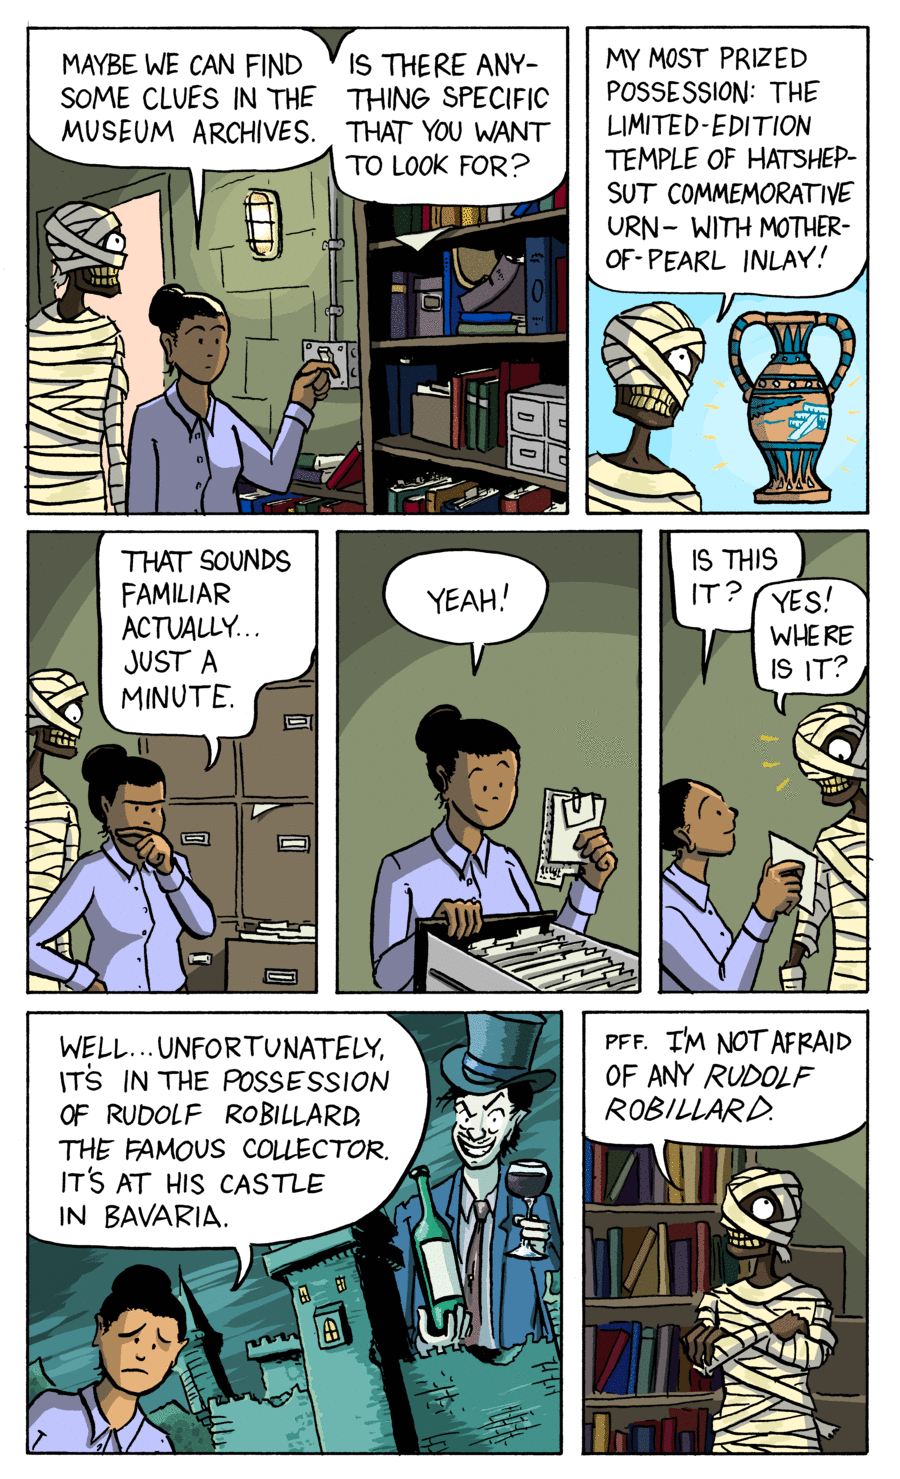 MAYBE WE CAN FIND
SOME CLUES IN THE
MUSEUM ARCHIVES.
IS THERE ANY-
THING SPECIFIC
THAT YOU WANT
TO LOOK FOR?
MY MOST PRIZED
POSSESSION: THE
LIMITED-EDITION
TEMPLE OF HATSHEP-
SUT COMMEMORATIVE
URN- WITH MOTHER-
OF-PEARL INLAY!
THAT SOUNDS
FAMILIAR
ACTUALLY...
JUST A
MINUTE.
YEAH!
IS THIS
IT?
YES!
WHERE
IS IT?
WELL...UNFORTUNATELY,
IT'S IN THE POSSESSION
OF RUDOLF ROBILLARD,
THE FAMOUS COLLECTOR.
IT'S AT HIS CASTLE
IN BAVARIA.
PFF. I'M NOT AFRAID
OF ANY RUDOLF
ROBILLARD.